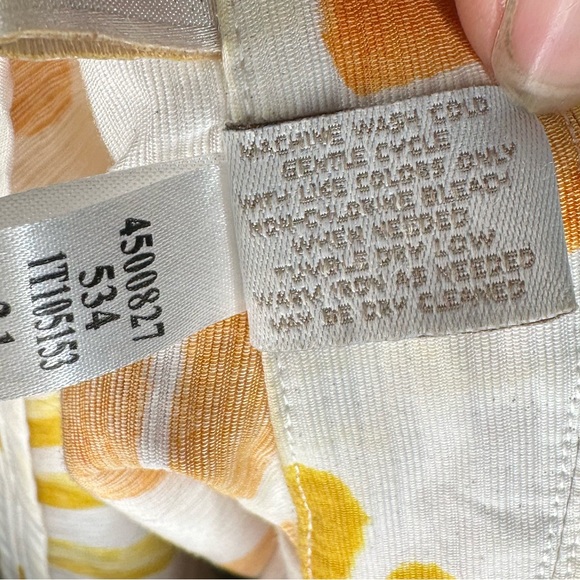 MACHINE WASH COLD
GENTLE CYCLE
WITH LIKE COLORS ONLY
NON-CHLORINE BLEACH
WHEN NEEDED
TUMBLE DRY LOW
WARM IRON AS NEEDED
MAY BE DRY CLEANED
4500827
534
1T105153